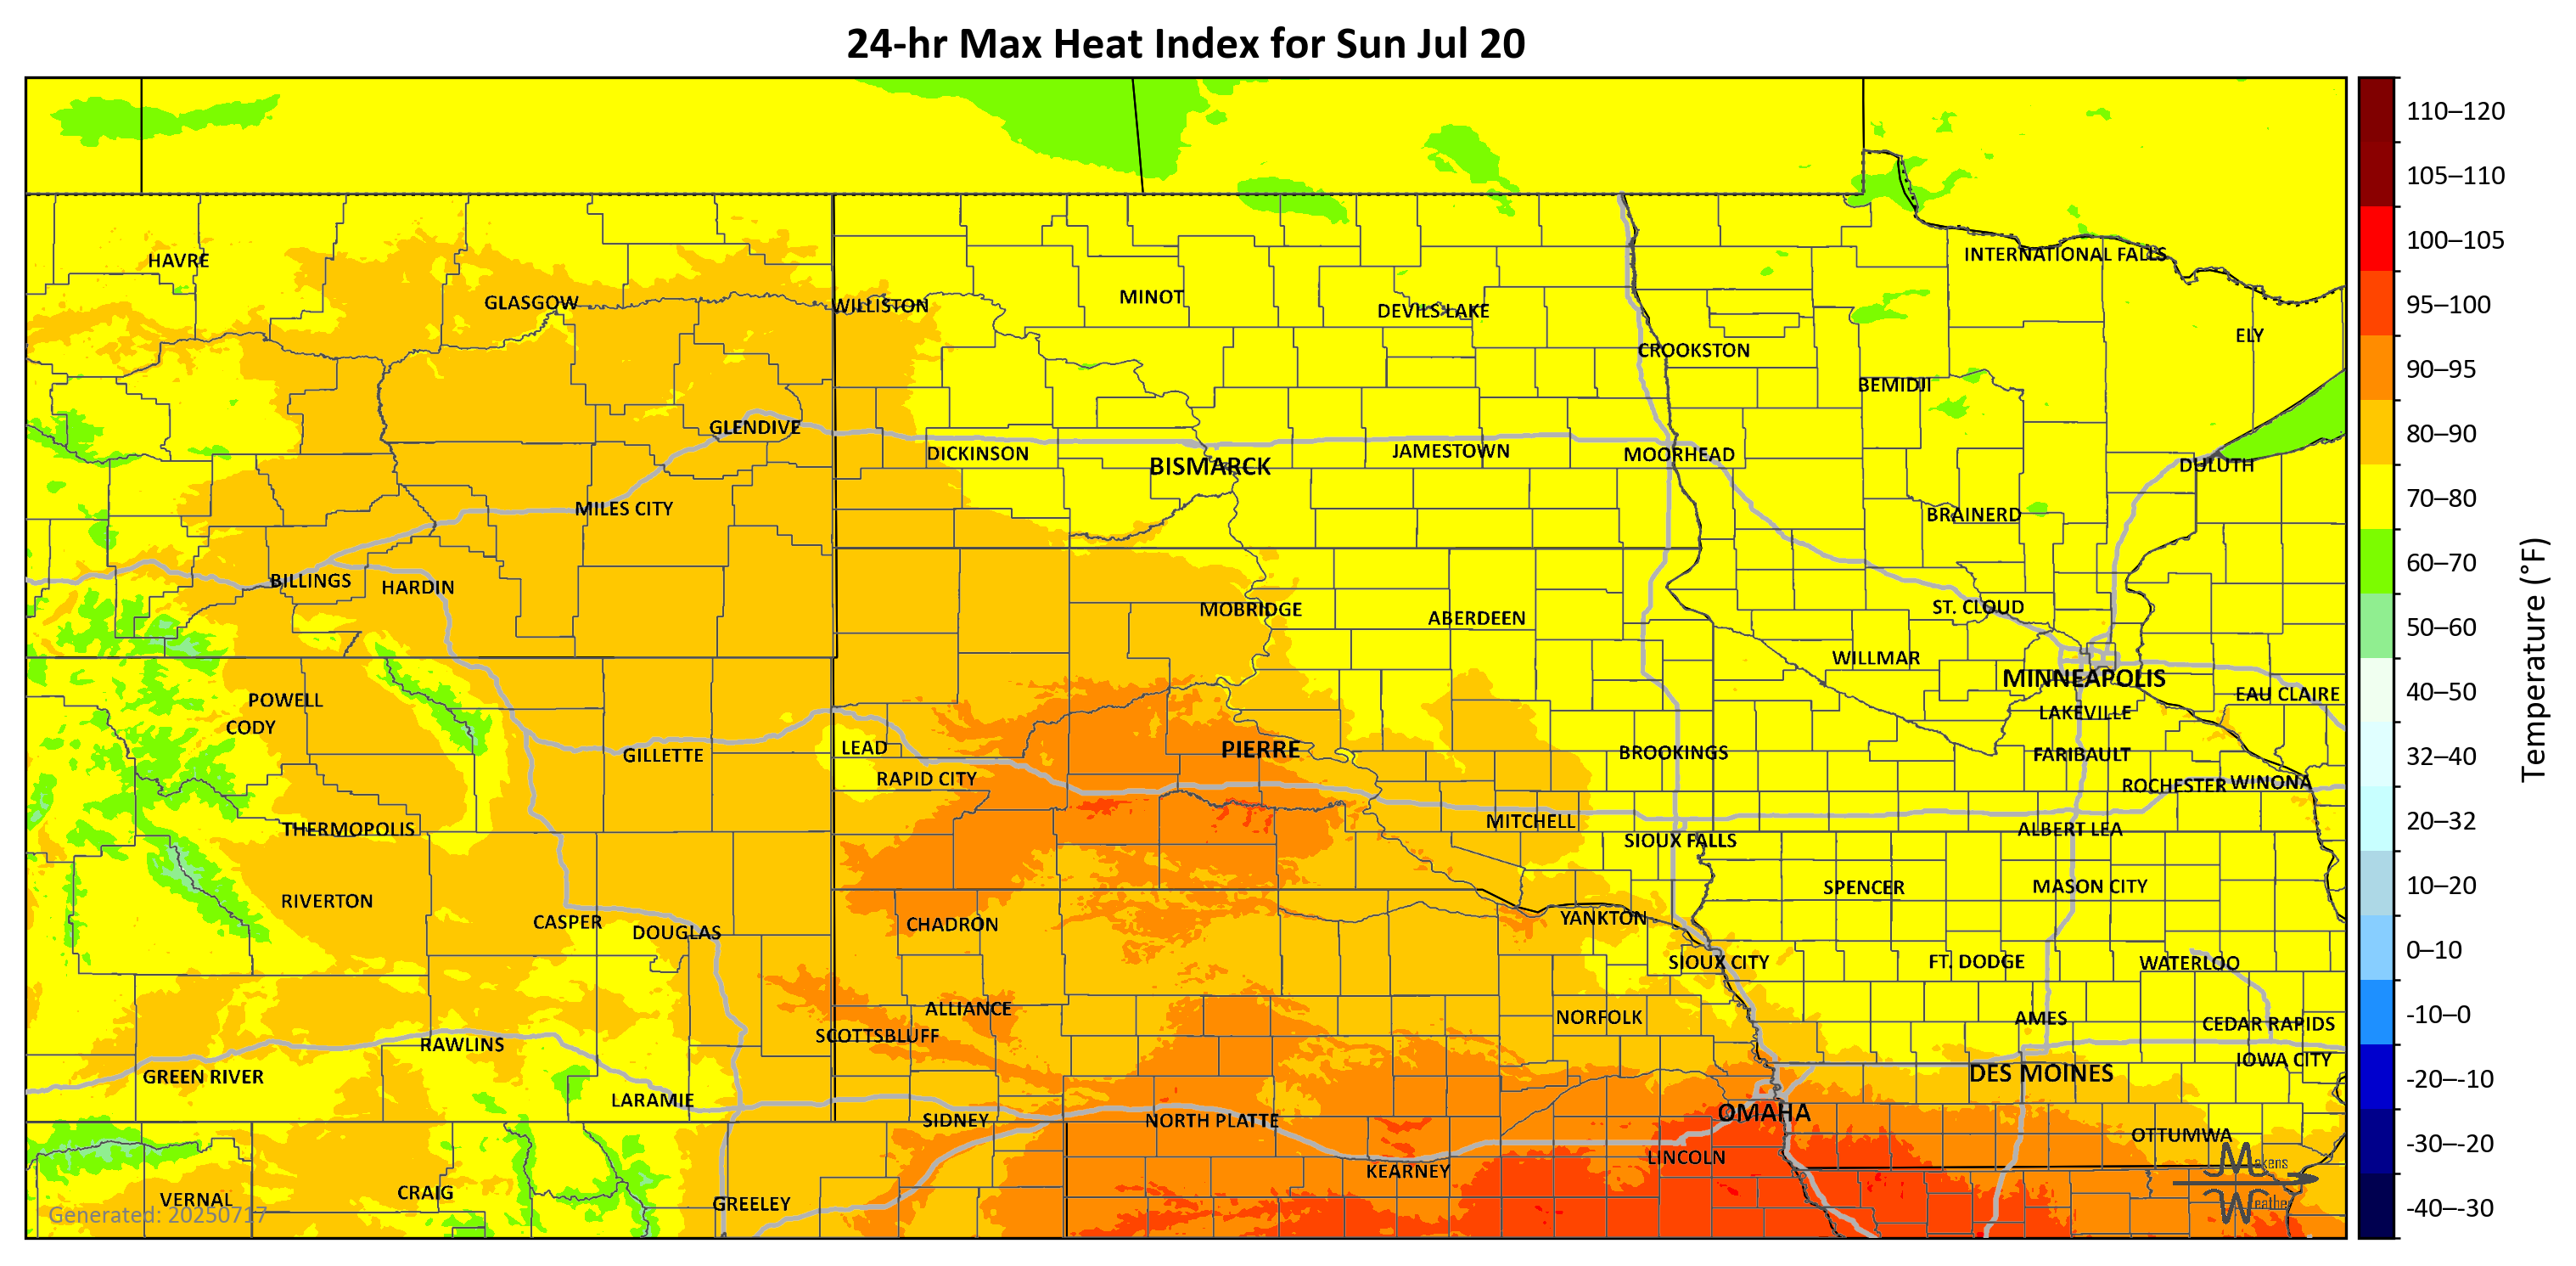 24-hr Max Heat Index for Sun Jul 20
INTERNATIONAL FALLS
HAVRE
GLASGOW
WILLISTON
MINOT
DEVILS LAKE
ELY
CROOKSTON
BEMIDJI
GLENDIVE
DICKINSON
BISMARCK
JAMESTOWN
MOORHEAD
DULUTH
MILES CITY
BRAINERD
BILLINGS
HARDIN
MOBRIDGE
ABERDEEN
ST. CLOUD
WILLMAR
MINNEAPOLIS
EAU CLAIRE
POWELL
CODY
LAKEVILLE
GILLETTE
LEAD
PIERRE
BROOKINGS
FARIBAULT
RAPID CITY
ROCHESTER
WINONA
THERMOPOLIS
MITCHELL
SIOUX FALLS
ALBERT LEA
RIVERTON
SPENCER
MASON CITY
CASPER
DOUGLAS
CHADRON
YANKTON
SIOUX CITY
FT. DODGE
WATERLOO
ALLIANCE
NORFOLK
AMES
CEDAR RAPIDS
SCOTTSBLUFF
RAWLINS
IOWA CITY
GREEN RIVER
DES MOINES
LARAMIE
SIDNEY
NORTH PLATTE
OMAHA
OTTUMWA
LINCOLN
KEARNEY
VERNAL
CRAIG
GREELEY
Generated: 20250717
Makens
Weather
110–120
105–110
100–105
95–100
90–95
80–90
70–80
60–70
50–60
40–50
32–40
20–32
10–20
0–10
-10–0
-20–-10
-30–-20
-40–-30
Temperature (°F)